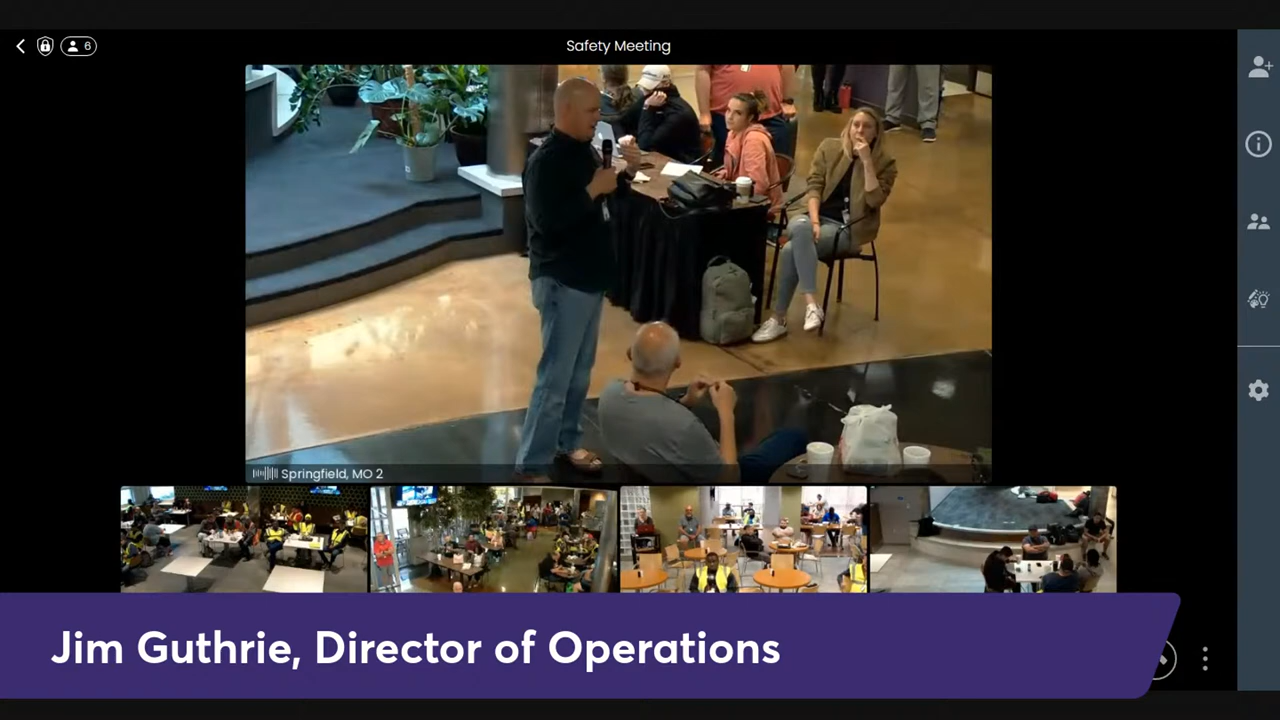 6
Safety Meeting
Springfield, MO 2
Jim Guthrie, Director of Operations